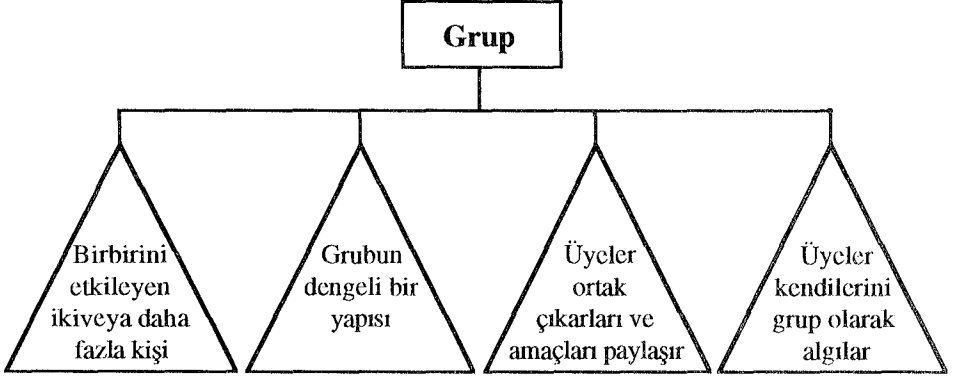 Grup
Birbirini
etkileyen
ikiveya daha
fazla kişi
Grubun
dengeli bir
yapısı
Üyeler
ortak
çıkarları ve
amaçları paylaşır
Üyeler
kendilerini
grup olarak
algılar